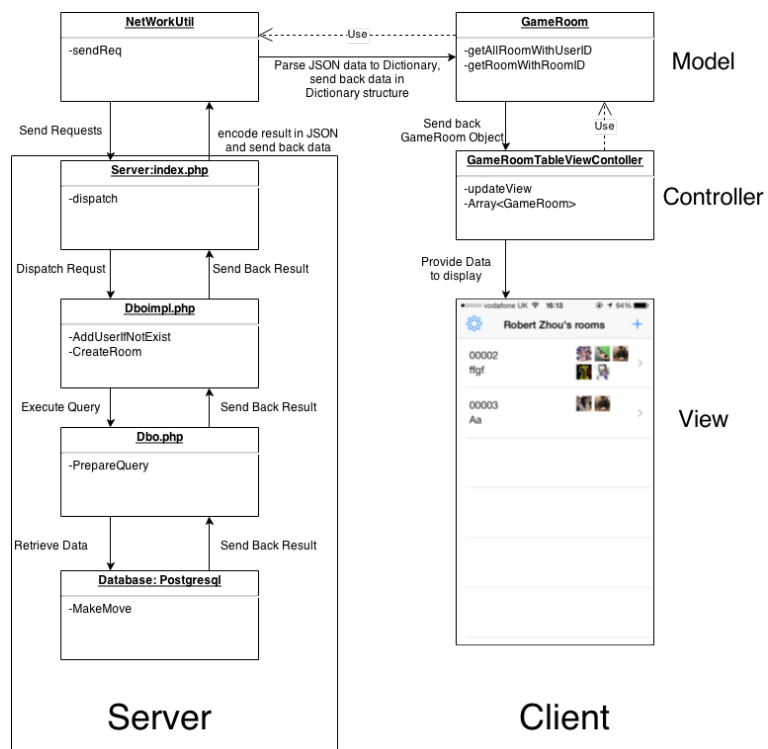 NetWorkUtil
-sendReq
Use
GameRoom
-getAllRoomWithUserID
-getRoomWithRoomID
Model
Parse JSON data to Dictionary,
send back data in
Dictionary structure
Send Requests
encode result in JSON
and send back data
Send back
GameRoom Object
Use
Server:index.php
-dispatch
GameRoomTableViewContoller
-updateView
-Array<GameRoom>
Controller
Dispatch Requst
Send Back Result
Provide Data
to display
Dboimpl.php
-AddUserIfNotExist
-CreateRoom
vodafone UK
16:13
94%
Robert Zhou's rooms
+
00002
ffgf
00003
Aa
View
Execute Query
Send Back Result
Dbo.php
-PrepareQuery
Retrieve Data
Send Back Result
Database: Postgresql
-MakeMove
Server
Client